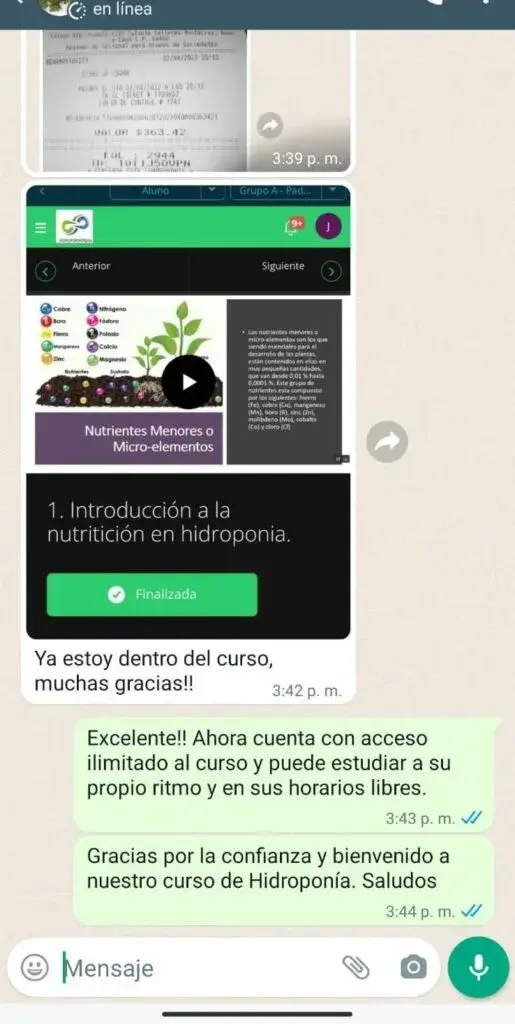 en línea
02/04/2022
VALOR $363.42
FOL : 2944
3:39 p. m.
Aluno
Grupo A - Pad...
9+
J
Anterior
Siguiente
Cobre
Nitrógeno
Boro
Fósforo
Fierro
Potasio
Manganeso
Calcio
Zinc
Magnesio
Nutrientes
Sustrato
Nutrientes Menores o
Micro-elementos
• Los nutrientes menores o
micro-elementos son los que
siendo esenciales para el
desarrollo de las plantas,
están contenidos en ellas en
muy pequeñas cantidades,
que van desde 0,01 % hasta
0,0001 %. Este grupo de
nutrientes esta compuesto
por los siguientes: hierro
(Fe), cobre (Cu), manganeso
(Mn), boro (B), zinc (Zn),
molibdeno (Mo), cobalto
(Co) y cloro (Cl)
1. Introducción a la
nutritición en hidroponia.
Finalizada
Ya estoy dentro del curso,
muchas gracias!!
3:42 p. m.
Excelente!! Ahora cuenta con acceso
ilimitado al curso y puede estudiar a su
propio ritmo y en sus horarios libres.
3:43 p. m.
Gracias por la confianza y bienvenido a
nuestro curso de Hidroponía. Saludos
3:44 p. m.
Mensaje